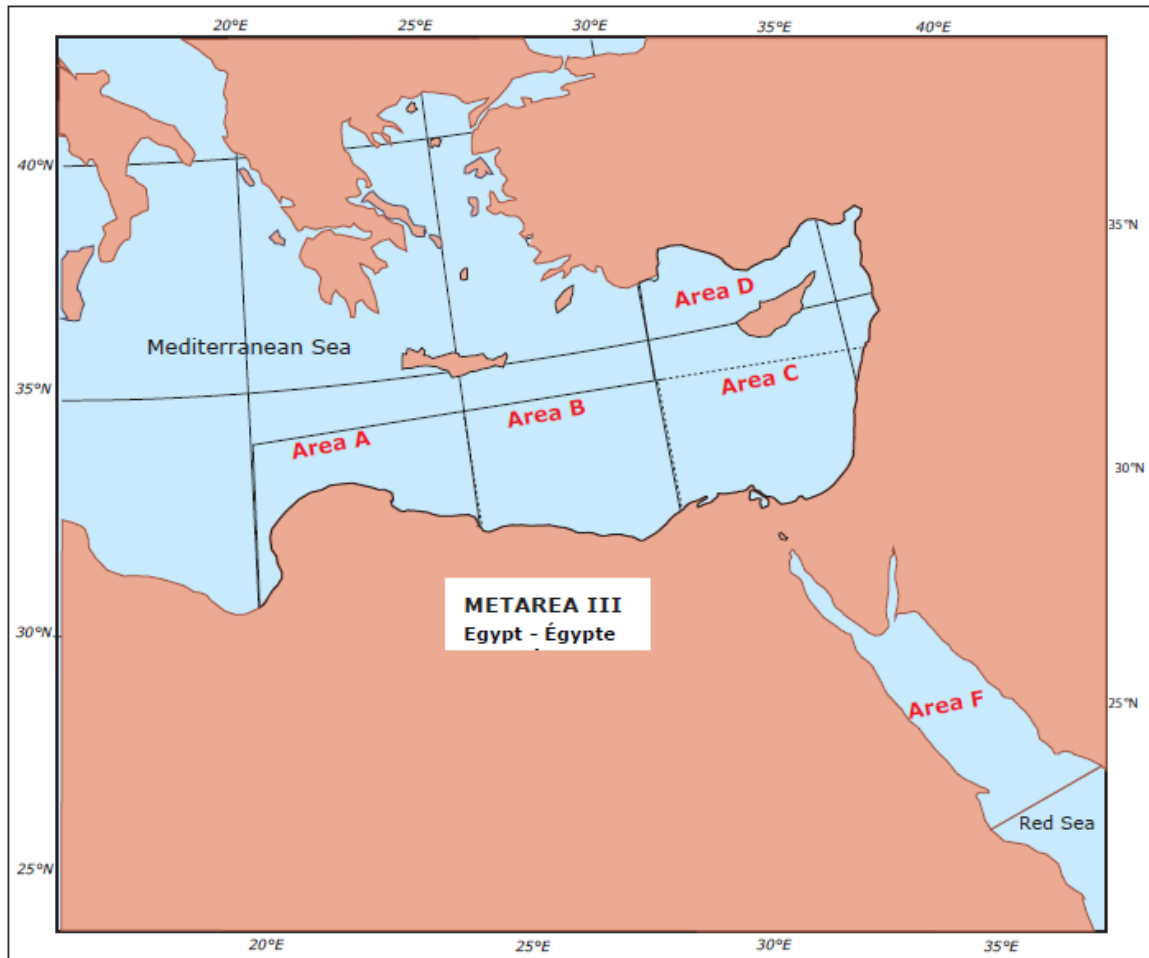 20°E 25°E 30°E 35°E 40°E
40°N
35°N
Area D
Mediterranean Sea
Area C
35°N
Area B
Area A
30°N
METAREA III
Egypt - Égypte
30°N
25°N
Area F
Red Sea
25°N
20°E 25°E 30°E 35°E